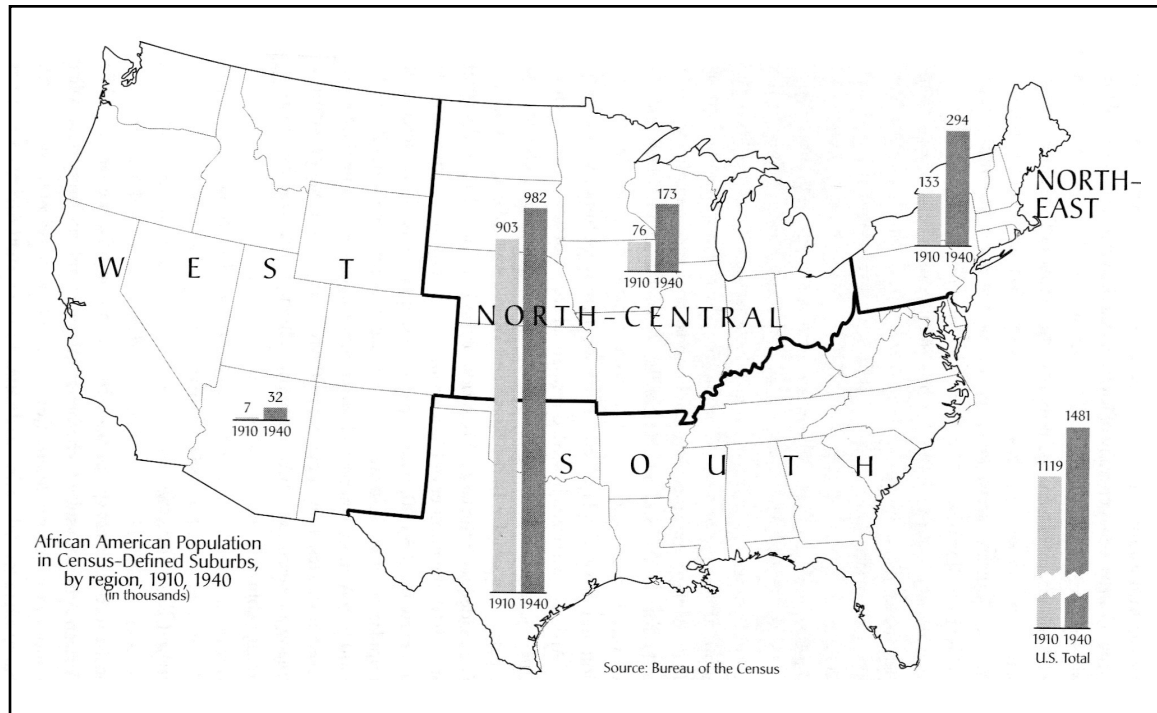 294
133
NORTH-
EAST
1910 1940
982
903
173
76
1910 1940
WEST
NORTH-CENTRAL
7 32
1910 1940
SOUTH
1481
1119
African American Population
in Census-Defined Suburbs,
by region, 1910, 1940
(in thousands)
1910 1940
1910 1940
U.S. Total
Source: Bureau of the Census